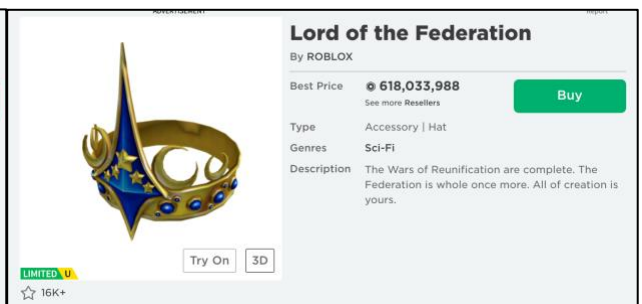 ADVERTISEMENT
Report
Lord of the Federation
By ROBLOX
Best Price 618,033,988
See more Resellers
Buy
Type Accessory | Hat
Genres Sci-Fi
Description The Wars of Reunification are complete. The
Federation is whole once more. All of creation is
yours.
Try On 3D
LIMITED U
16K+